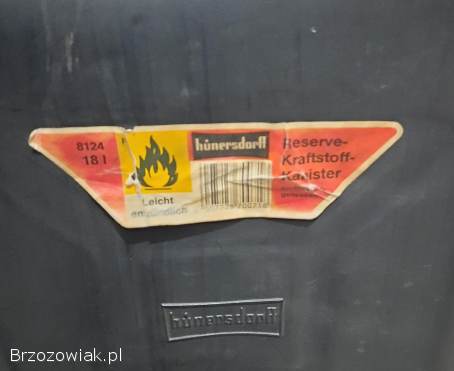 8124
18 l
F
Leicht
entzündlich
hünersdorff
Reserve-
Kraftstoff-
Kanister
hünersdorff
Brzozowiak.pl